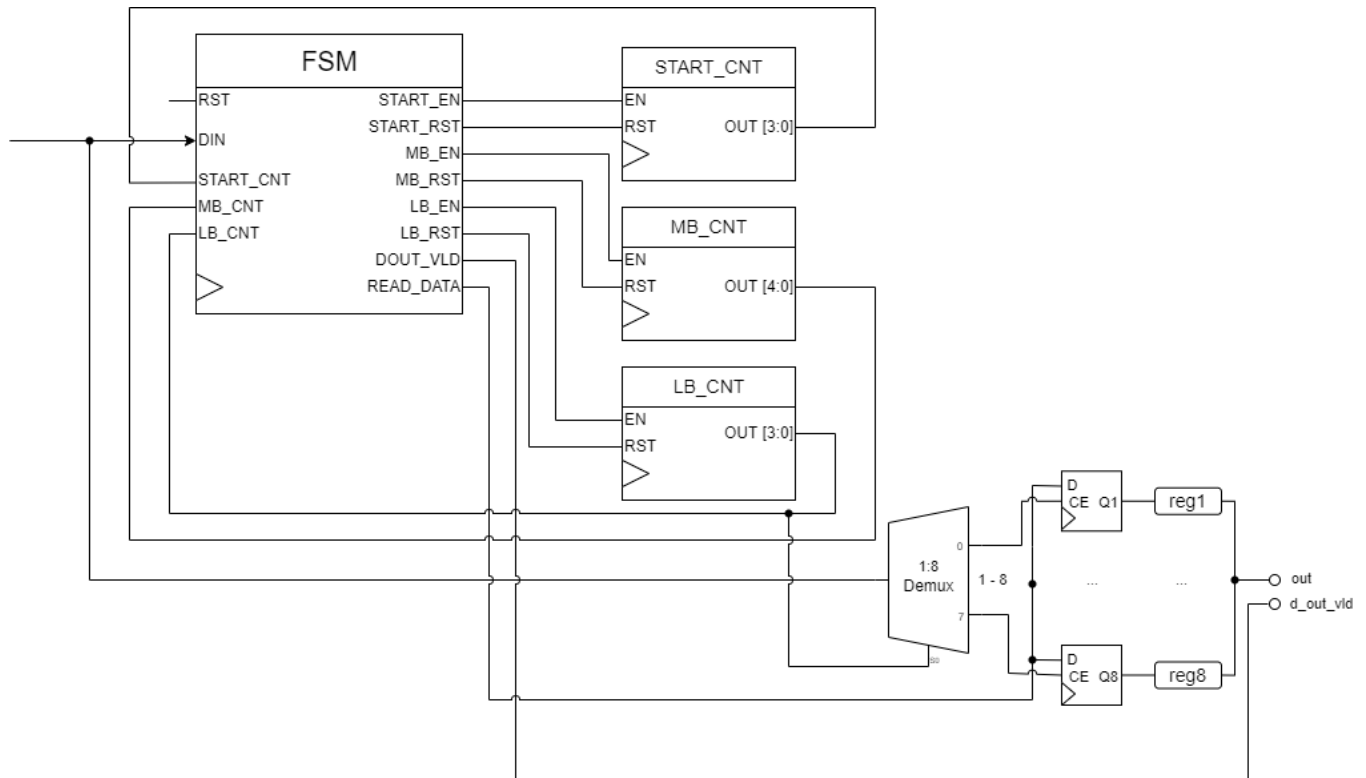 FSM
RST
DIN
START_CNT
MB_CNT
LB_CNT
START_EN
START_RST
MB_EN
MB_RST
LB_EN
LB_RST
DOUT_VLD
READ_DATA
START_CNT
EN
RST
OUT [3:0]
MB_CNT
EN
RST
OUT [4:0]
LB_CNT
EN
RST
OUT [3:0]
1:8
Demux
0
7
S0
1 - 8
D
CE Q1
reg1
...
...
D
CE Q8
reg8
out
d_out_vld